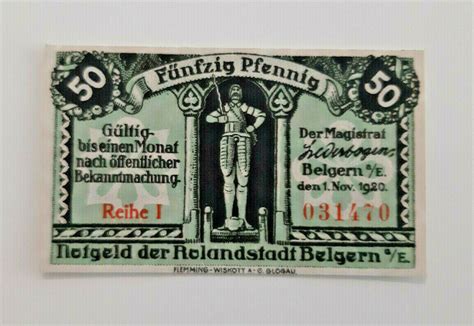 50 Fünfzig Pfennig 50
Gültig
bis einen Monat
nach öffentlicher
Bekanntmachung.
Reihe I
Der Magistrat
Belgern a/E.
den 1. Nov. 1920.
031470
Notgeld der Rolandstadt Belgern a/E.
FLEMMING-WISKOTT A-G. GLOGAU.